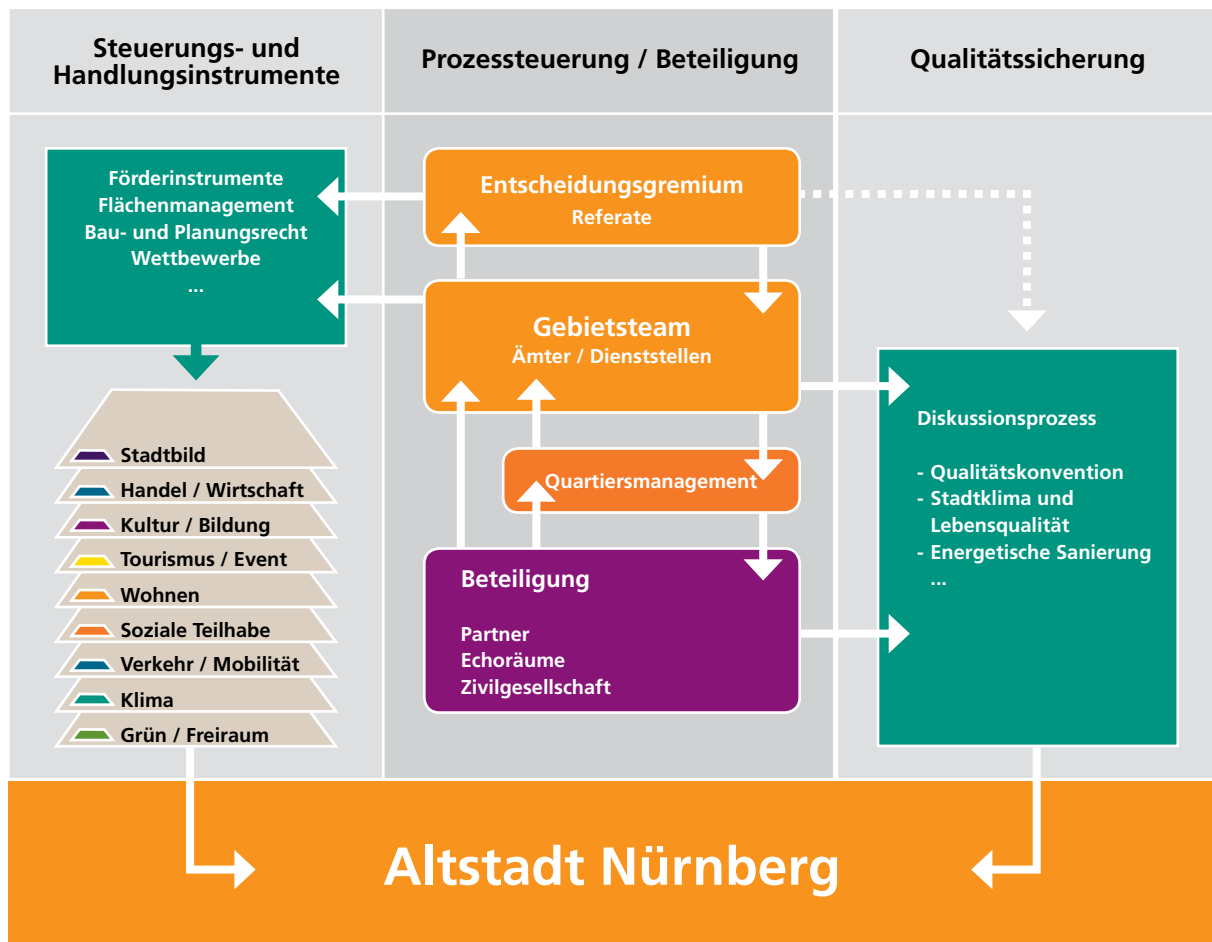 Steuerungs- und
Handlungsinstrumente
Prozessteuerung / Beteiligung
Qualitätssicherung
Förderinstrumente
Flächenmanagement
Bau- und Planungsrecht
Wettbewerbe
...
Stadtbild
Handel / Wirtschaft
Kultur / Bildung
Tourismus / Event
Wohnen
Soziale Teilhabe
Verkehr / Mobilität
Klima
Grün / Freiraum
Entscheidungsgremium
Referate
Gebietsteam
Ämter / Dienststellen
Quartiersmanagement
Beteiligung
Partner
Echoräume
Zivilgesellschaft
Diskussionsprozess
- Qualitätskonvention
- Stadtklima und
Lebensqualität
- Energetische Sanierung
...
Altstadt Nürnberg